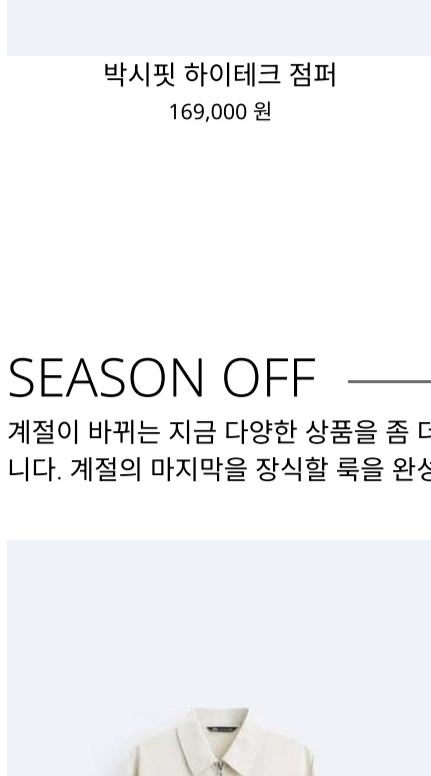 박시핏 하이테크 점퍼
169,000 원
SEASON OFF
계절이 바뀌는 지금 다양한 상품을 좀
니다. 계절의 마지막을 장식할 룩을